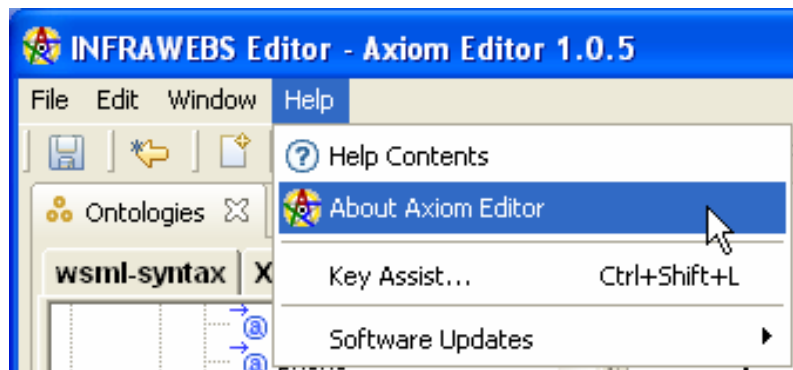 INFRAWEBS Editor - Axiom Editor 1.0.5
File Edit Window Help
Help Contents
Ontologies About Axiom Editor
wsml-syntax X Key Assist... Ctrl+Shift+L
Software Updates